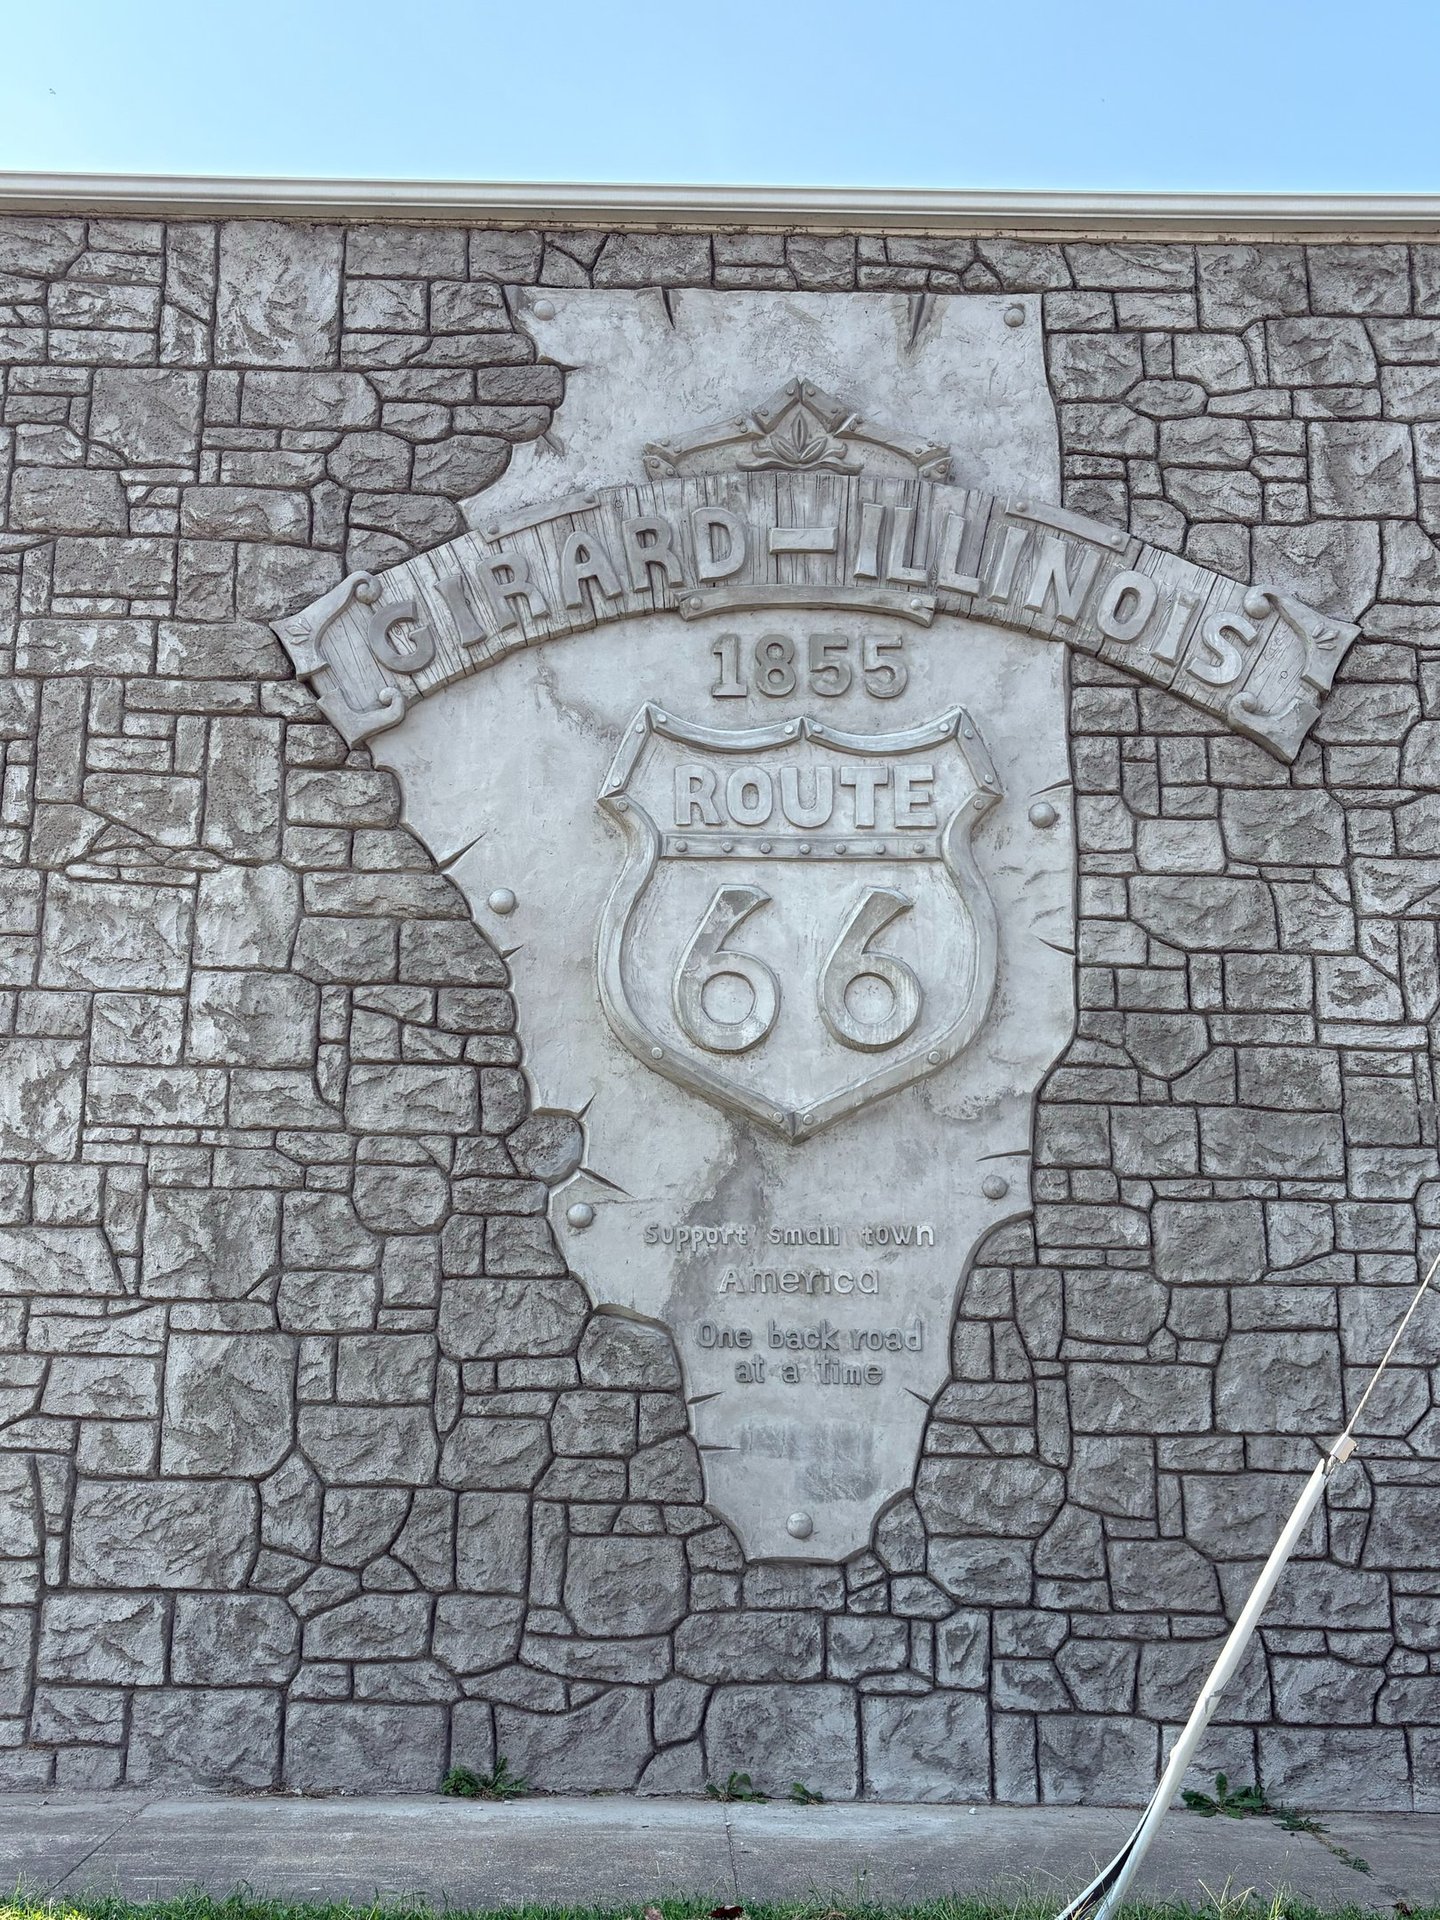 GIRARD-ILLINOIS
1855
ROUTE
66
Support small town
America
One back road
at a time